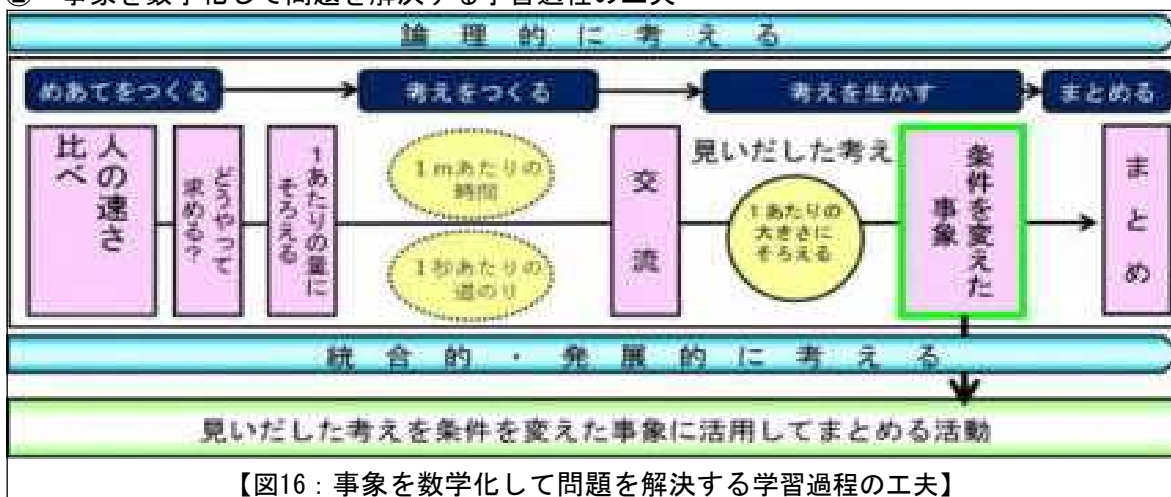 事象を数学化して問題を解決する学習過程の工夫
論理的に考える
めあてをつくる
考えをつくる
考えを生かす
まとめる
人の速さ
比べ
どうやって
求める?
1あたりの量に
そろえる
1mあたりの
時間
1秒あたりの
道のり
交流
見いだした考え
1あたりの
大きさに
そろえる
条件を変えた
事象
まとめ
統合的・発展的に考える
見いだした考えを条件を変えた事象に活用してまとめる活動
【図16：事象を数学化して問題を解決する学習過程の工夫】